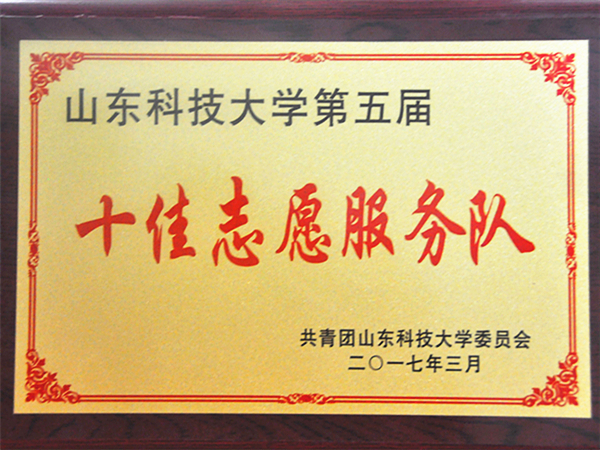 山东科技大学第五届
十佳志愿服务队
共青团山东科技大学委员会
二〇一七年三月